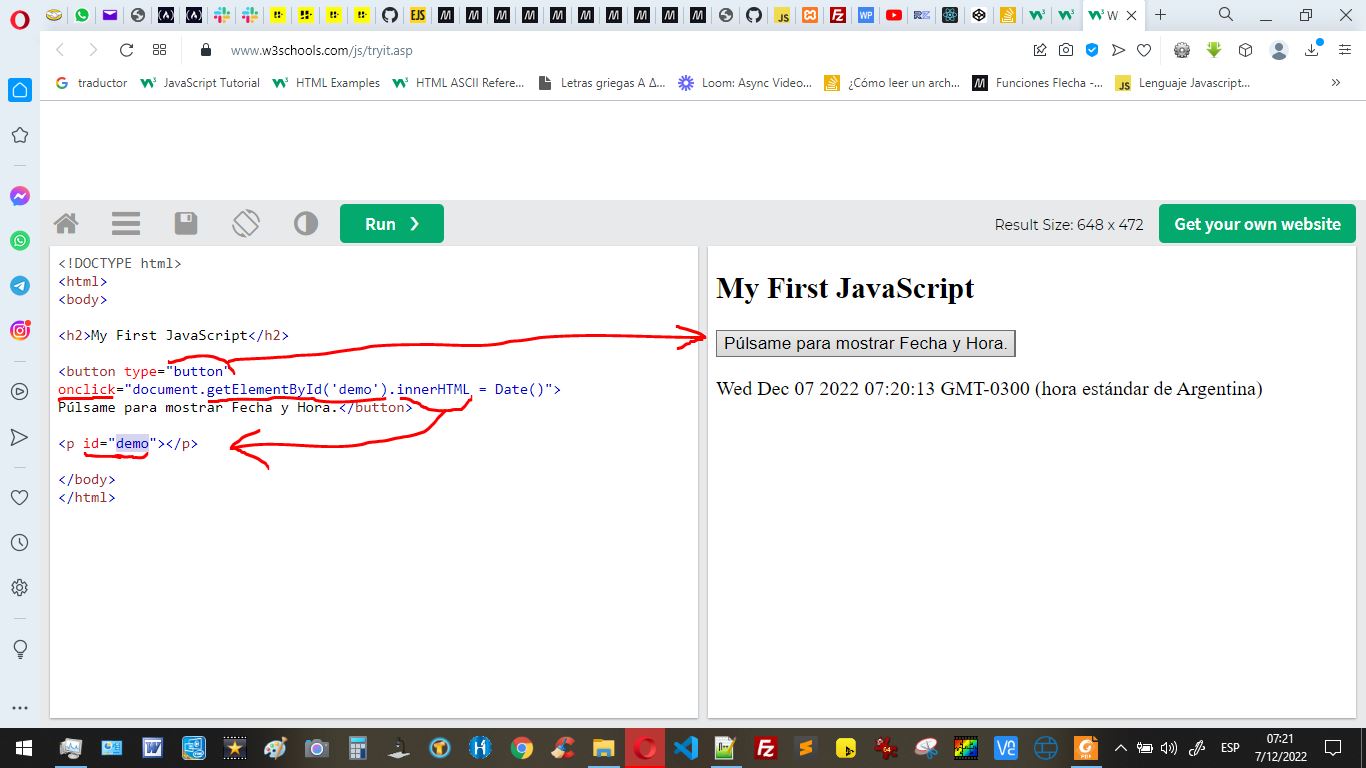 W
www.w3schools.com/js/tryit.asp
traductor JavaScript Tutorial HTML Examples HTML ASCII Refere... Letras griegas Α Δ... Loom: Async Video... ¿Cómo leer un arch... Funciones Flecha -... Lenguaje Javascript... »
Run ❯
Result Size: 648 x 472
Get your own website
<!DOCTYPE html>
<html>
<body>
<h2>My First JavaScript</h2>
<button type="button"
onclick="document.getElementById('demo').innerHTML = Date()">
Púlsame para mostrar Fecha y Hora.</button>
<p id="demo"></p>
</body>
</html>
My First JavaScript
Púlsame para mostrar Fecha y Hora.
Wed Dec 07 2022 07:20:13 GMT-0300 (hora estándar de Argentina)
ESP
07:21
7/12/2022